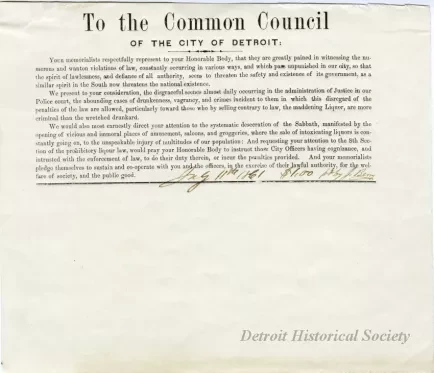 To the Common Council
OF THE CITY OF DETROIT:
Your memorialists respectfully represent to your Honorable Body, that they are greatly pained in witnessing the nu-
merous and wanton violations of law, constantly occurring in various ways, and which pass unpunished in our city, so that
the spirit of lawlessness, and defiance of all authority, seem to threaten the safety and existence of its government, as a
similar spirit in the South now threatens the national existence.
We present to your consideration, the disgraceful scenes almost daily occurring in the administration of Justice in our
Police court, the abounding cases of drunkenness, vagrancy, and crimes incident to them in which this disregard of the
penalties of the law are allowed, particularly toward those who by selling contrary to law, the maddening Liquor, are more
criminal than the wretched drunkard.
We would also most earnestly direct your attention to the systematic desecration of the Sabbath, manifested by the
opening of vicious and immoral places of amusement, saloons, and groggeries, where the sale of intoxicating liquors is con-
stantly going on, to the unspeakable injury of multitudes of our population: And requesting your attention to the 8th Sec-
tion of the prohibitory liquor law, would pray your Honorable Body to instruct those City Officers having cognizance, and
intrusted with the enforcement of law, to do their duty therein, or incur the penalties provided. And your memorialists
pledge themselves to sustain and co-operate with you and the officers, in the exercise of their lawful authority, for the wel-
fare of society, and the public good. 11th 1861 $1.00
Detroit Historical Society